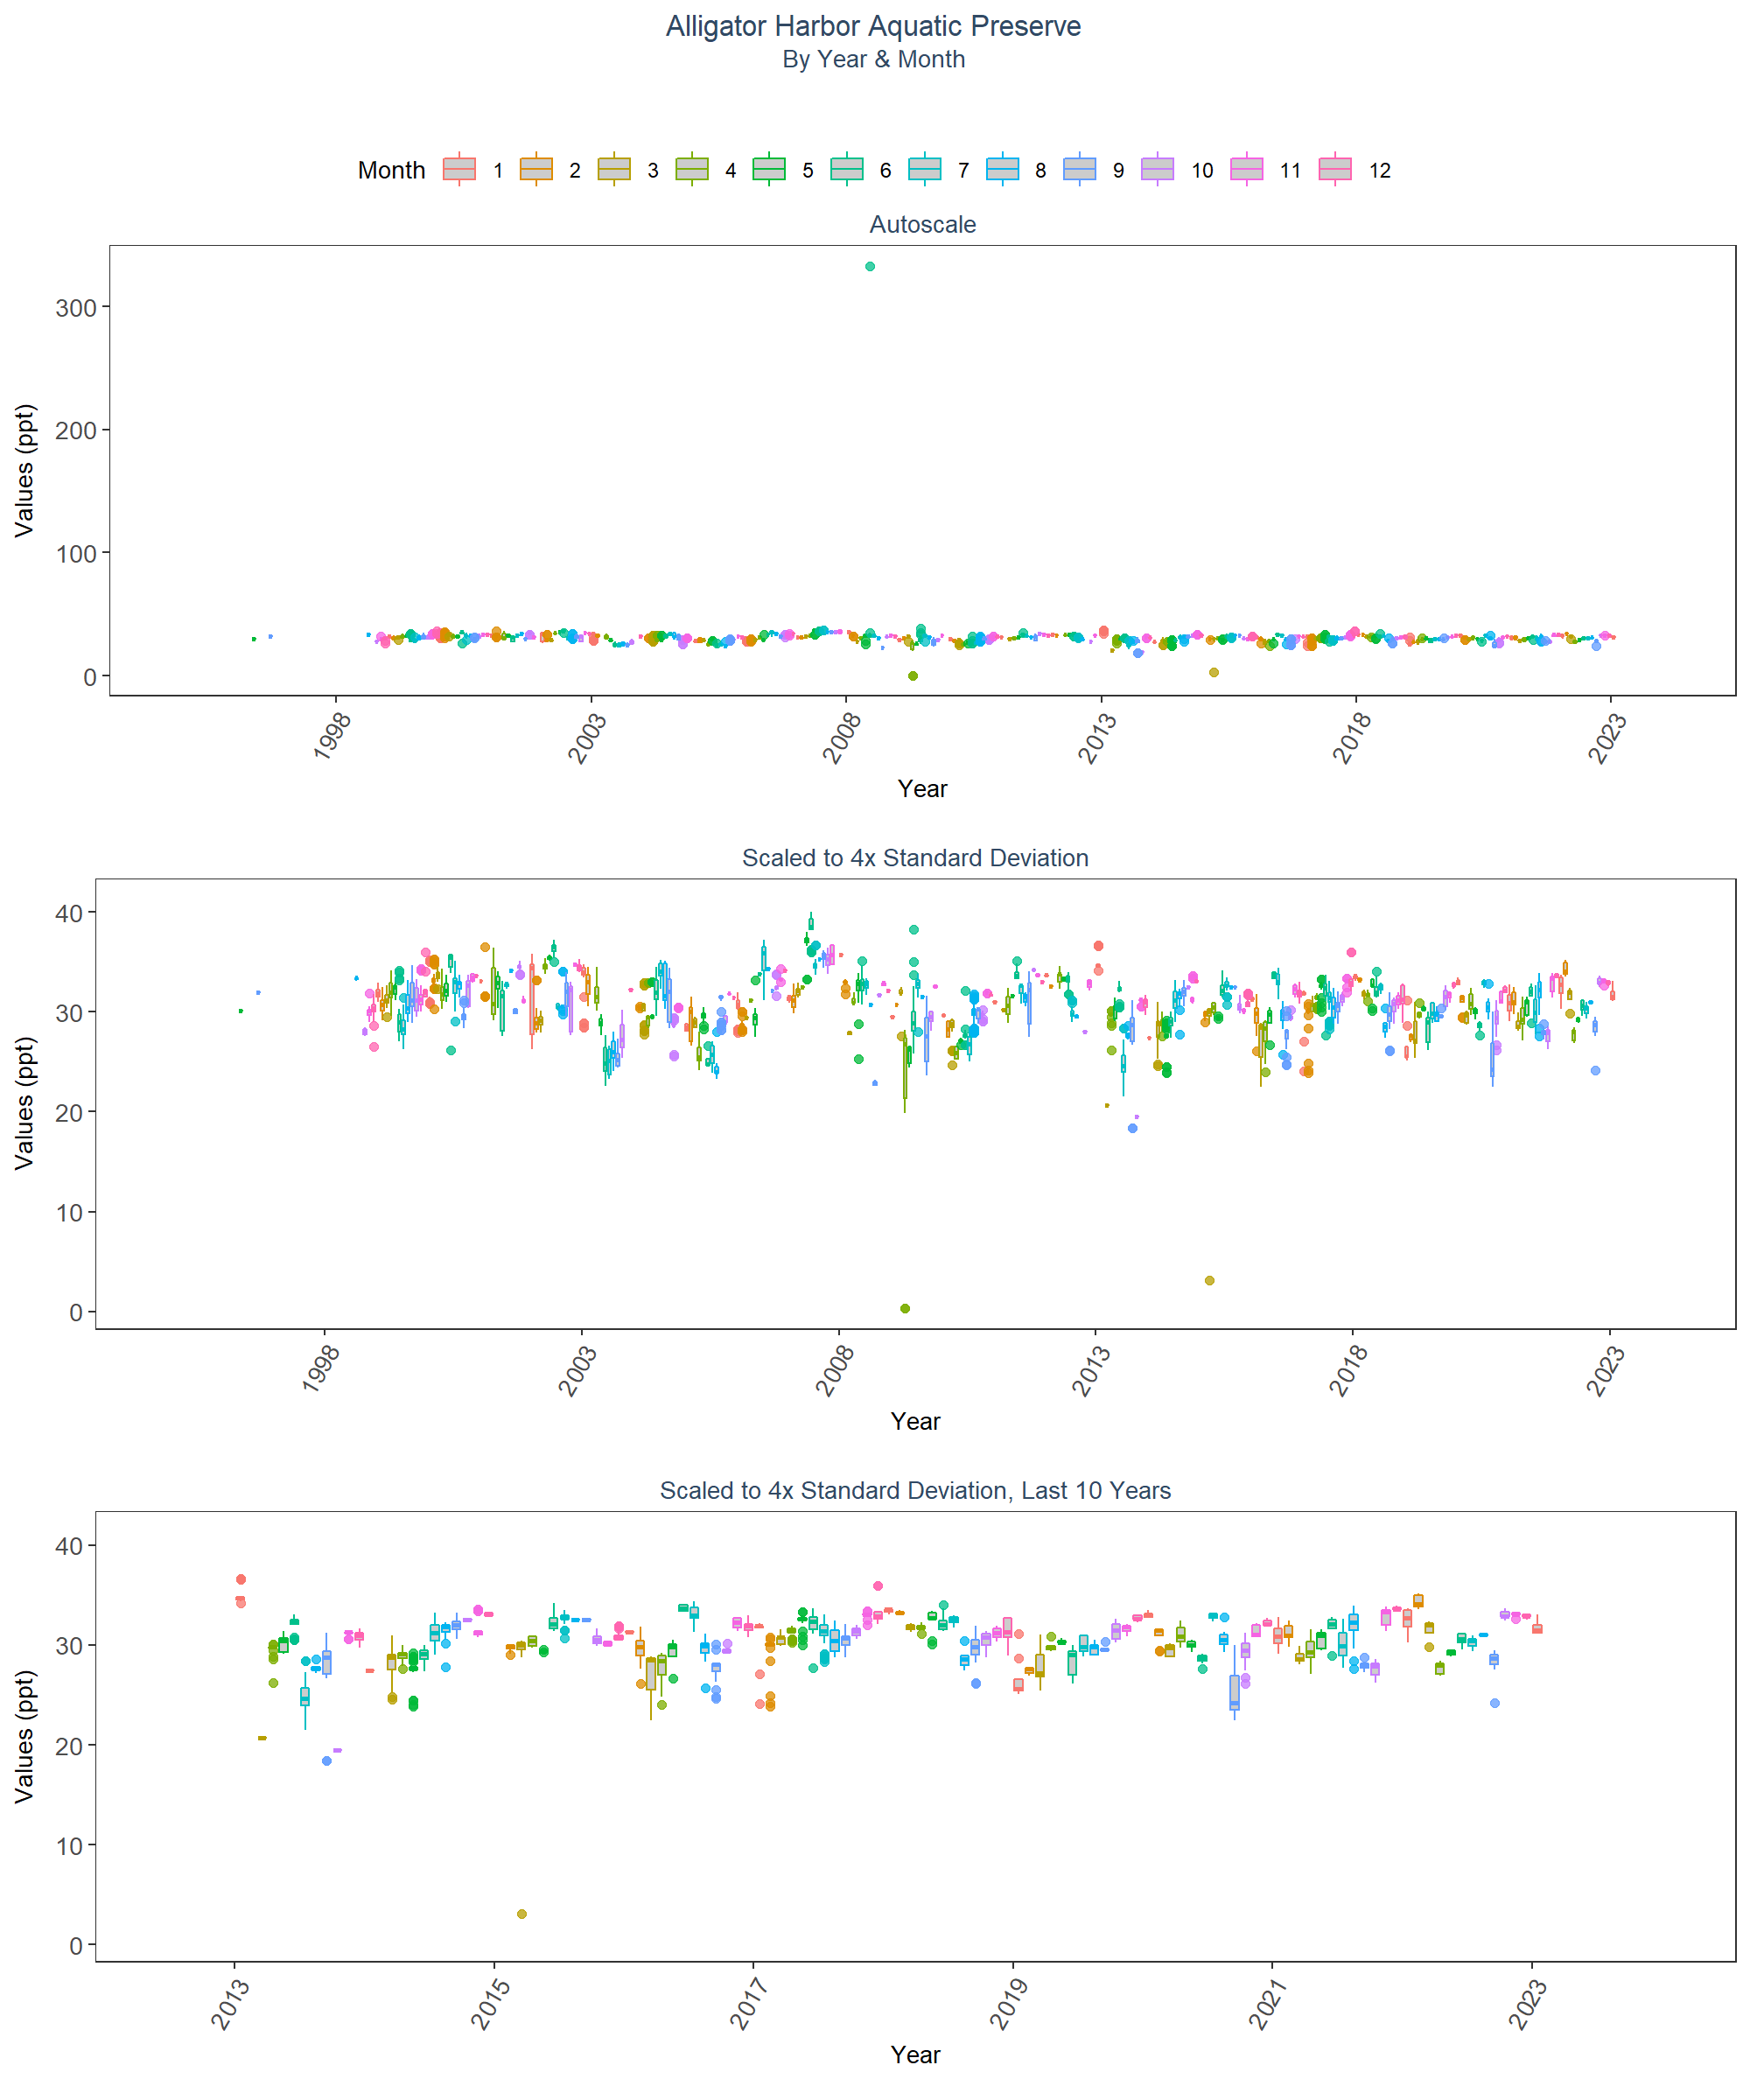 Alligator Harbor Aquatic Preserve
By Year & Month
Month 1 2 3 4 5 6 7 8 9 10 11 12
Autoscale
Values (ppt)
300
200
100
0
1998 2003 2008 2013 2018 2023
Year
Scaled to 4x Standard Deviation
Values (ppt)
40
30
20
10
0
1998 2003 2008 2013 2018 2023
Year
Scaled to 4x Standard Deviation, Last 10 Years
Values (ppt)
40
30
20
10
0
2013 2015 2017 2019 2021 2023
Year